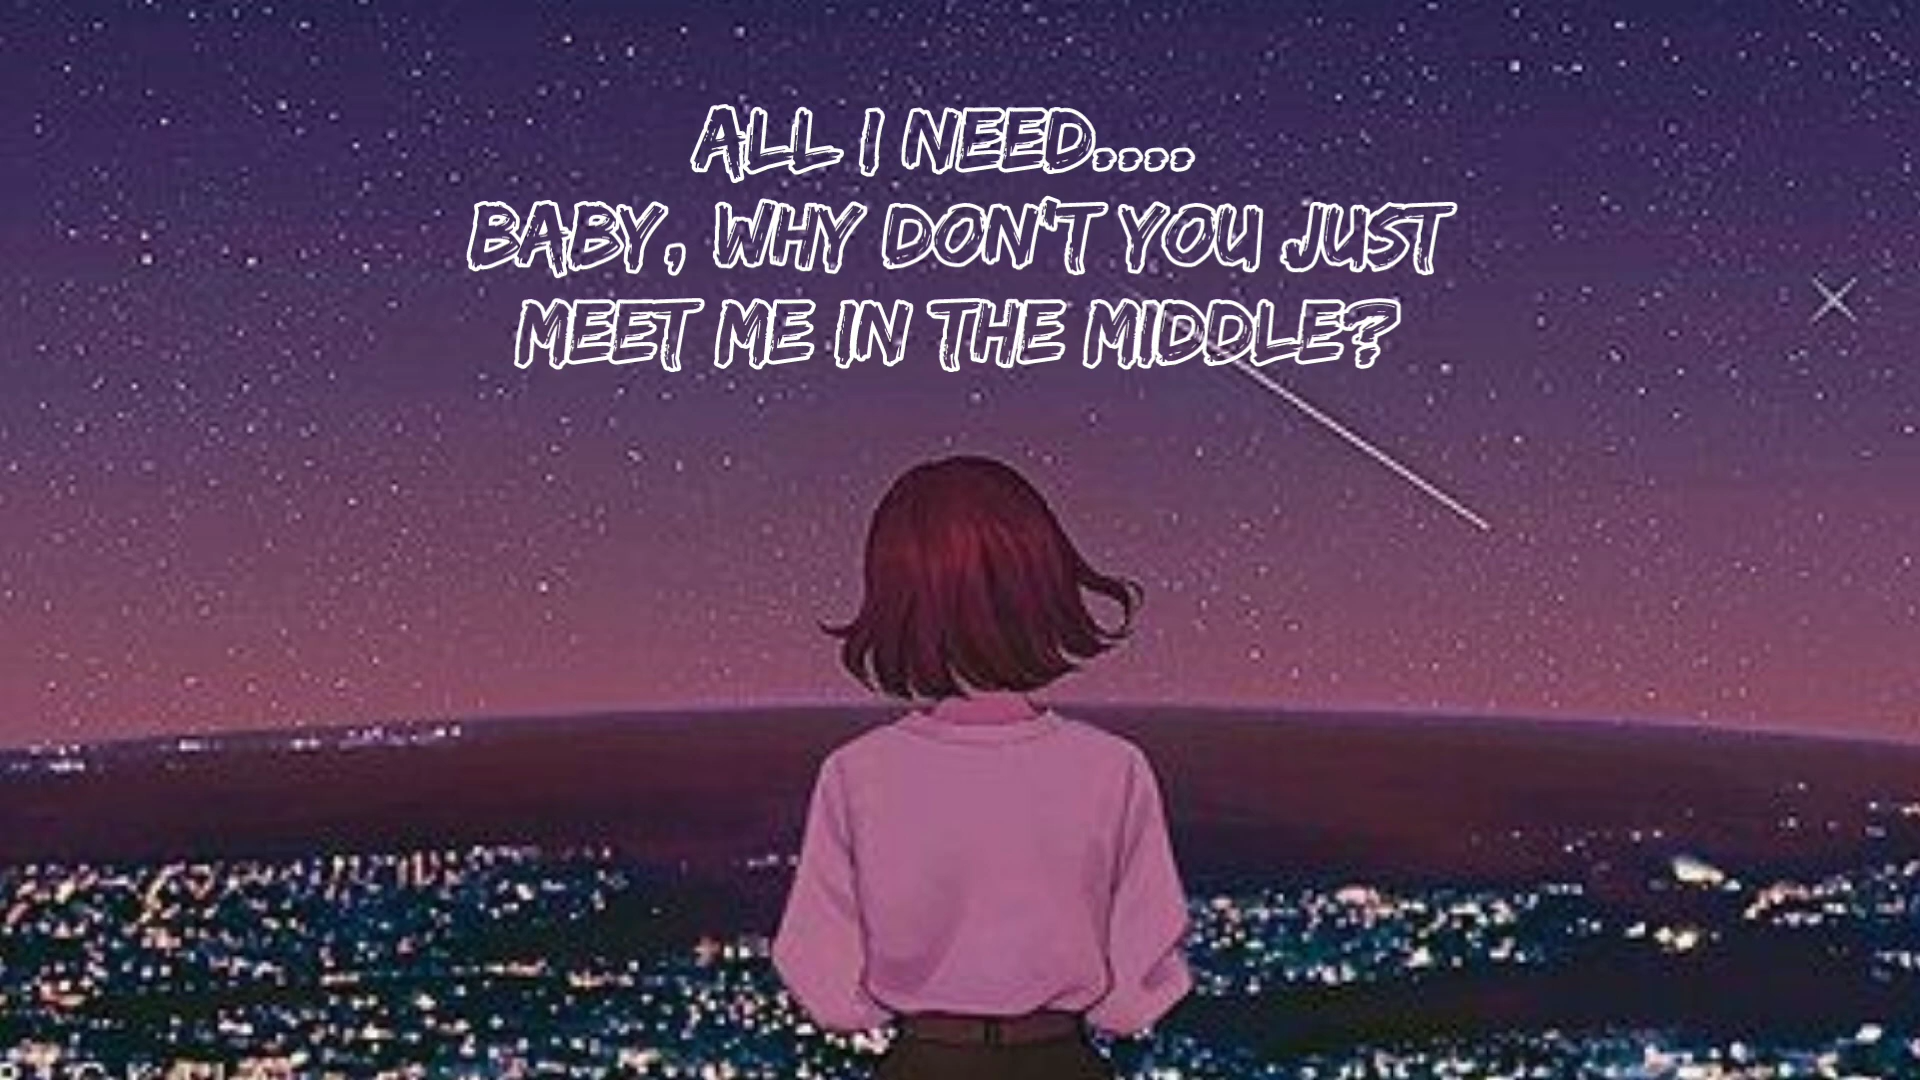 ALL I NEED....
BABY, WHY DON'T YOU JUST
MEET ME IN THE MIDDLE?